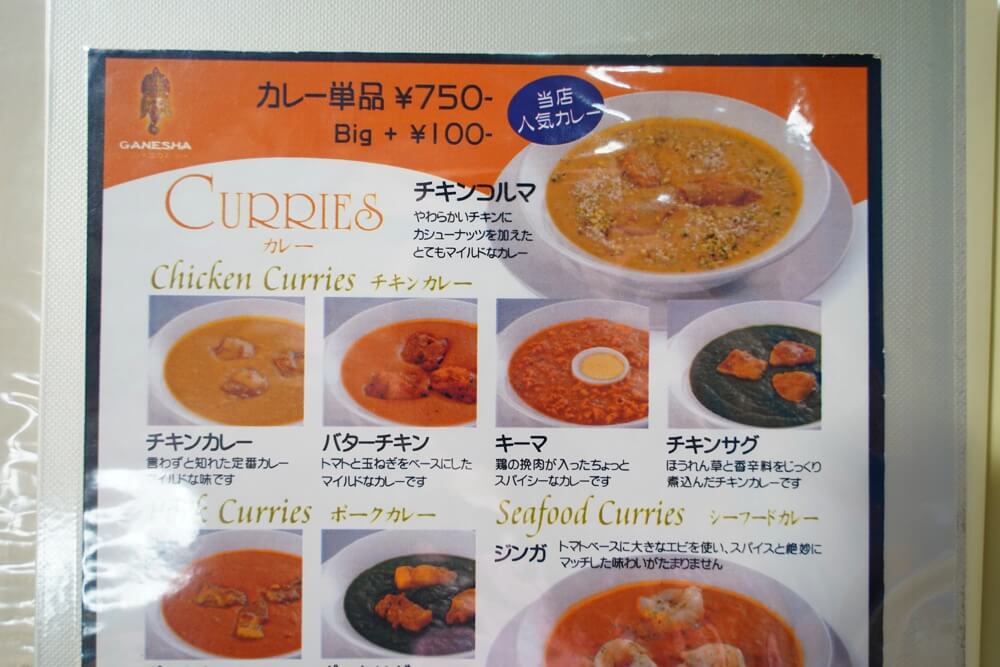 GANESHA
カレー単品 ¥750-
Big + ¥100-
当店
人気カレー
CURRIES
カレー
チキンコルマ
やわらかいチキンに
カシューナッツを加えた
とてもマイルドなカレー
Chicken Curries チキンカレー
チキンカレー
言わずと知れた定番カレー
マイルドな味です
バターチキン
トマトと玉ねぎをベースにした
マイルドなカレーです
キーマ
鶏の挽肉が入ったちょっと
スパイシーなカレーです
チキンサグ
ほうれん草と香辛料をじっくり
煮込んだチキンカレーです
Pork Curries ポークカレー
Seafood Curries シーフードカレー
ジンガ
トマトベースに大きなエビを使い、スパイスと絶妙に
マッチした味わいがたまりません